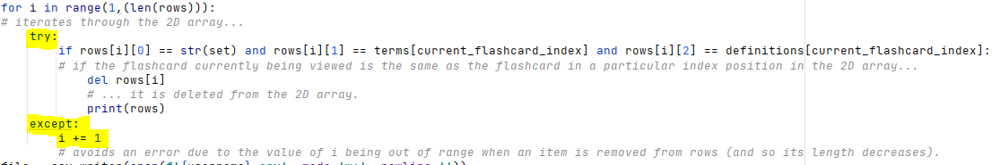 for i in range(1,(len(rows))):
# iterates through the 2D array...
try:
if rows[i][0] == str(set) and rows[i][1] == terms[current_flashcard_index] and rows[i][2] == definitions[current_flashcard_index]:
# if the flashcard currently being viewed is the same as the flashcard in a particular index position in the 2D array...
del rows[i]
# ... it is deleted from the 2D array.
print(rows)
except:
i += 1
# avoids an error due to the value of i being out of range when an item is removed from rows (and so its length decreases).